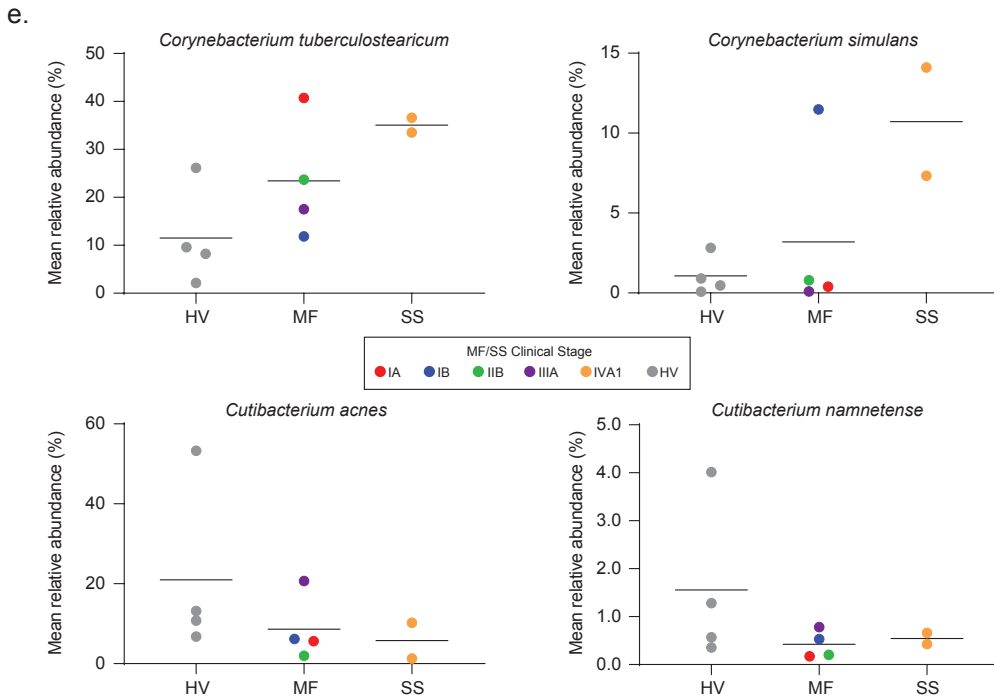 e.
Corynebacterium tuberculostearicum
Mean relative abundance (%)
50
40
30
20
10
0
HV MF SS
Corynebacterium simulans
Mean relative abundance (%)
15
10
5
0
HV MF SS
MF/SS Clinical Stage
IA IB IIB IIIA IVA1 HV
Cutibacterium acnes
Mean relative abundance (%)
60
40
20
0
HV MF SS
Cutibacterium namnetense
Mean relative abundance (%)
5.0
4.0
3.0
2.0
1.0
0.0
HV MF SS